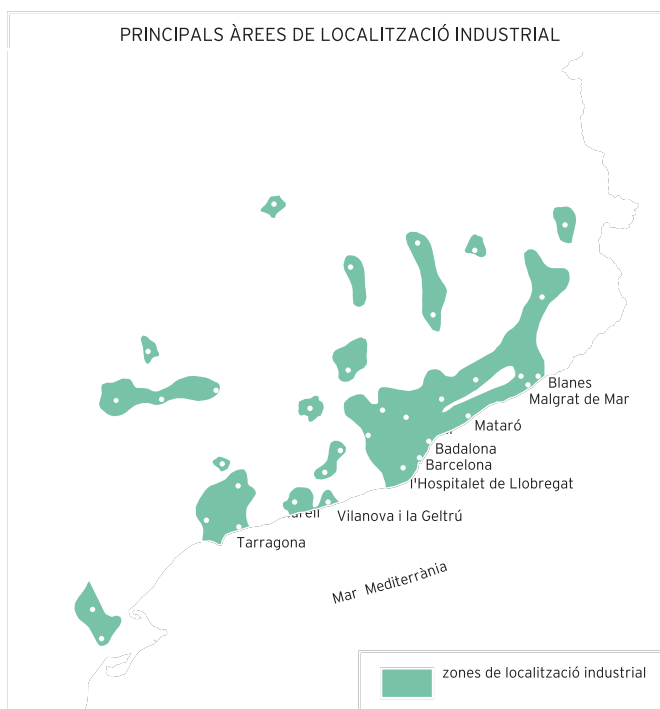 PRINCIPALS ÀREES DE LOCALITZACIÓ INDUSTRIAL
Blanes
Malgrat de Mar
Mataró
Badalona
Barcelona
l'Hospitalet de Llobregat
Vilanova i la Geltrú
Tarragona
Mar Mediterrània
zones de localització industrial